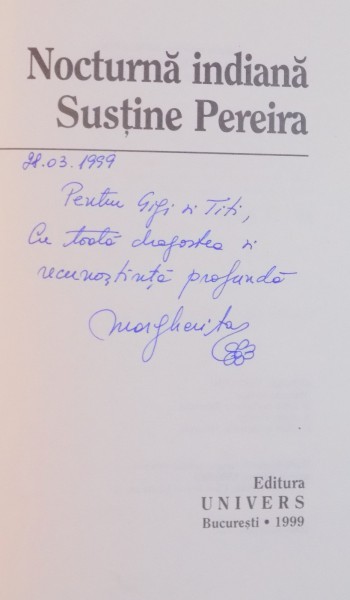 Nocturnă indiană
Susține Pereira
21.03.1999
Pentru Gigi și Titi,
Cu toată dragostea și
recunoștință profundă
Margherita
Editura
UNIVERS
București • 1999